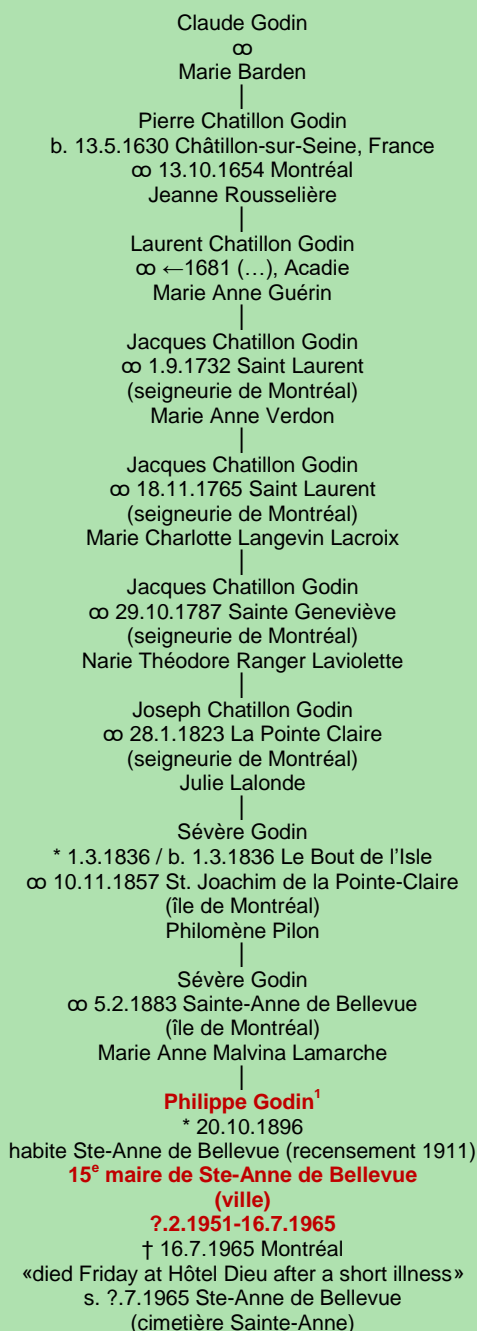 Claude Godin
ꝏ
Marie Barden
|
Pierre Chatillon Godin
b. 13.5.1630 Châtillon-sur-Seine, France
ꝏ 13.10.1654 Montréal
Jeanne Rousselière
|
Laurent Chatillon Godin
ꝏ ←1681 (…), Acadie
Marie Anne Guérin
|
Jacques Chatillon Godin
ꝏ 1.9.1732 Saint Laurent
(seigneurie de Montréal)
Marie Anne Verdon
|
Jacques Chatillon Godin
ꝏ 18.11.1765 Saint Laurent
(seigneurie de Montréal)
Marie Charlotte Langevin Lacroix
|
Jacques Chatillon Godin
ꝏ 29.10.1787 Sainte Geneviève
(seigneurie de Montréal)
Narie Théodore Ranger Laviolette
|
Joseph Chatillon Godin
ꝏ 28.1.1823 La Pointe Claire
(seigneurie de Montréal)
Julie Lalonde
|
Sévère Godin
* 1.3.1836 / b. 1.3.1836 Le Bout de l'Isle
ꝏ 10.11.1857 St. Joachim de la Pointe-Claire
(île de Montréal)
Philomène Pilon
|
Sévère Godin
ꝏ 5.2.1883 Sainte-Anne de Bellevue
(île de Montréal)
Marie Anne Malvina Lamarche
|
Philippe Godin¹
* 20.10.1896
habite Ste-Anne de Bellevue (recensement 1911)
15ᵉ maire de Ste-Anne de Bellevue
(ville)
?.2.1951-16.7.1965
† 16.7.1965 Montréal
«died Friday at Hôtel Dieu after a short illness»
s. ?.7.1965 Ste-Anne de Bellevue
(cimetière Sainte-Anne)